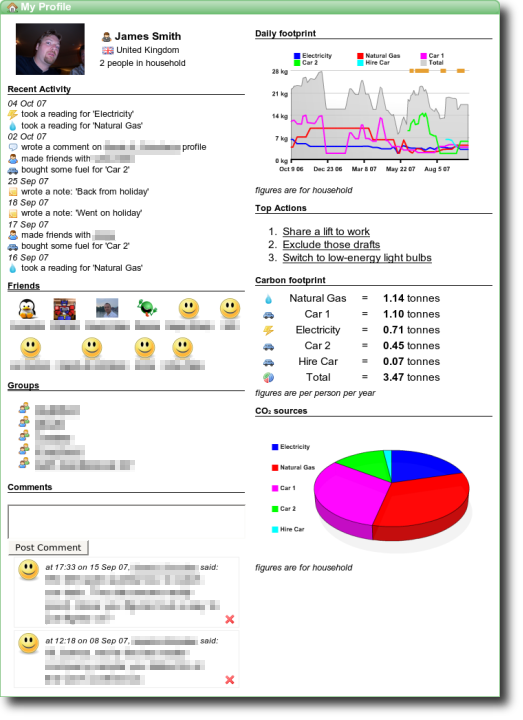 My Profile
James Smith
United Kingdom
2 people in household
Recent Activity
04 Oct 07
took a reading for 'Electricity'
took a reading for 'Natural Gas'
02 Oct 07
wrote a comment on profile
made friends with
bought some fuel for 'Car 2'
25 Sep 07
wrote a note: 'Back from holiday'
18 Sep 07
wrote a note: 'Went on holiday'
17 Sep 07
made friends with
bought some fuel for 'Car 2'
16 Sep 07
took a reading for 'Natural Gas'
Friends
Groups
Comments
Post Comment
at 17:33 on 15 Sep 07, said:
at 12:18 on 08 Sep 07, said:
Daily footprint
Electricity Natural Gas Car 1
Car 2 Hire Car Total
28 kg
21 kg
14 kg
7 kg
0 kg
Oct 9 06 Dec 23 06 Mar 8 07 May 22 07 Aug 5 07
figures are for household
Top Actions
1. Share a lift to work
2. Exclude those drafts
3. Switch to low-energy light bulbs
Carbon footprint
Natural Gas = 1.14 tonnes
Car 1 = 1.10 tonnes
Electricity = 0.71 tonnes
Car 2 = 0.45 tonnes
Hire Car = 0.07 tonnes
Total = 3.47 tonnes
figures are per person per year
CO₂ sources
Electricity
Natural Gas
Car 1
Car 2
Hire Car
figures are for household